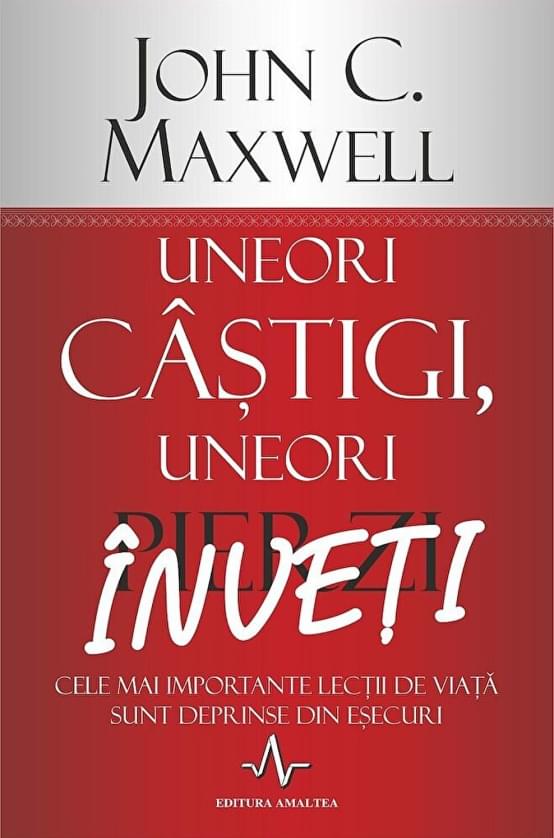 JOHN C.
MAXWELL
UNEORI
CÂȘTIGI,
UNEORI
PIERZI
ÎNVEȚI
CELE MAI IMPORTANTE LECȚII DE VIAȚĂ
SUNT DEPRINSE DIN EȘECURI
EDITURA AMALTEA